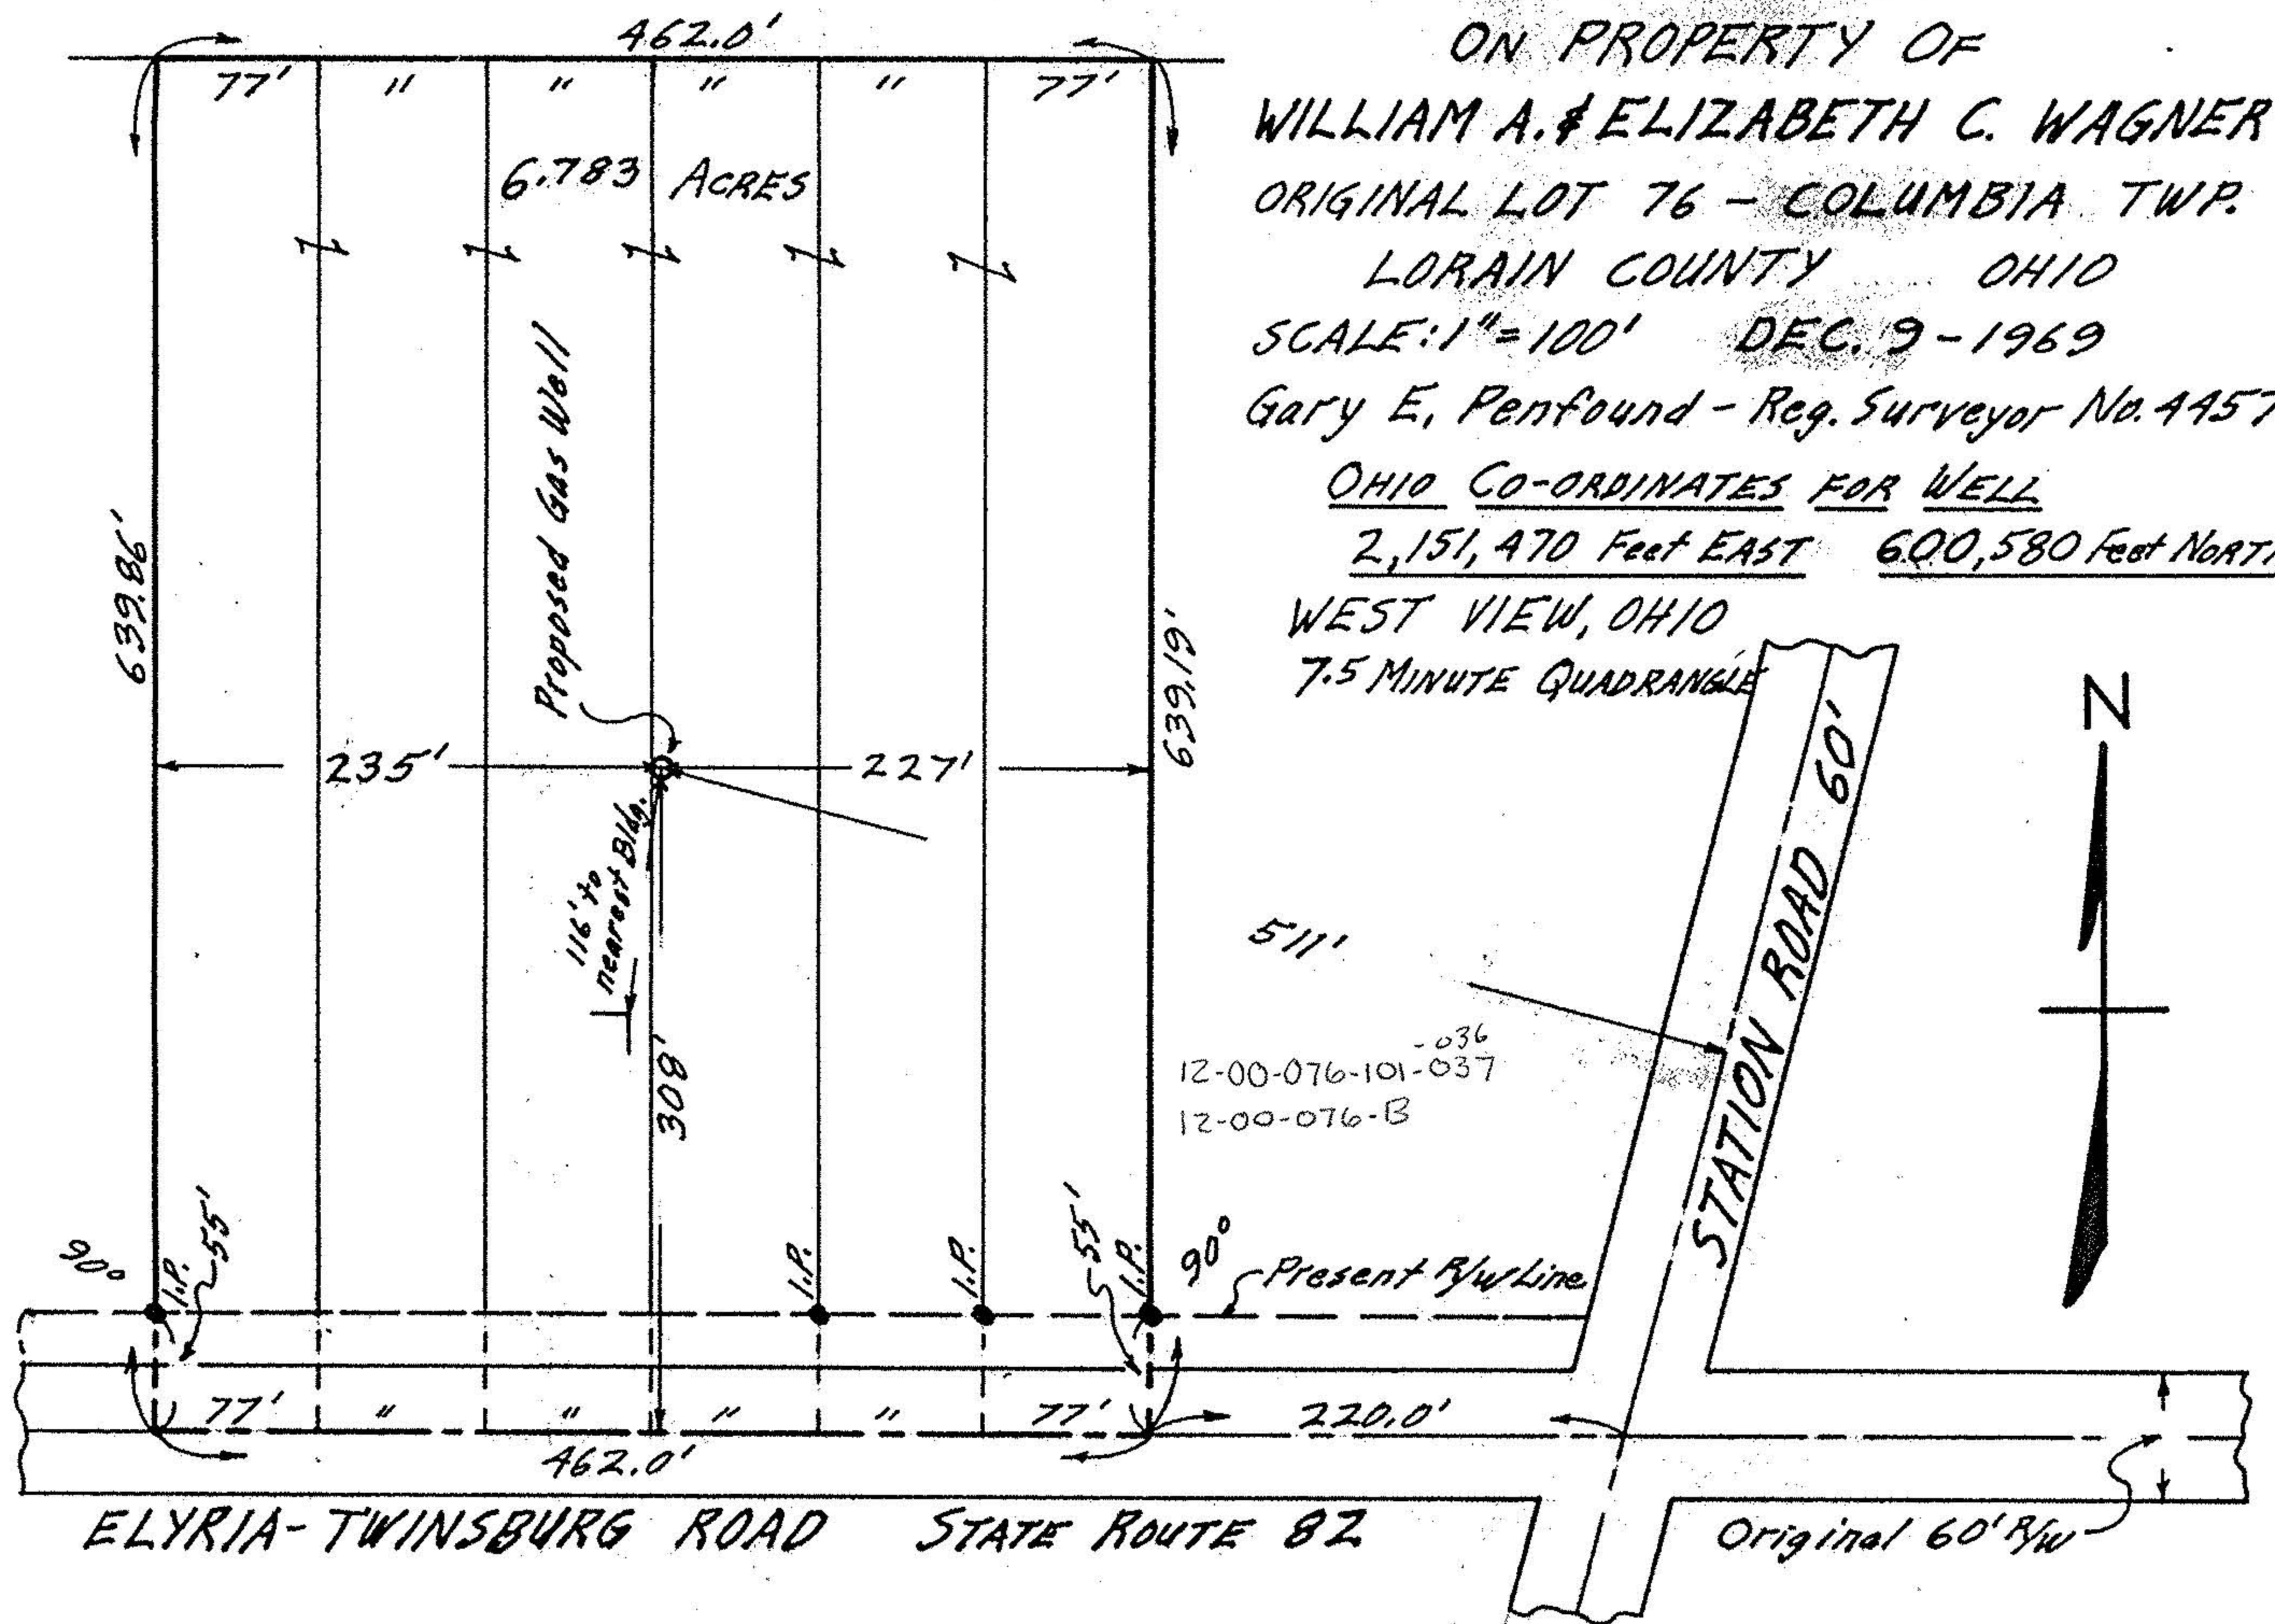 462.0'
77' " " " " 77'
6.783 ACRES
Proposed Gas Well
639.86'
639.19'
235'
227'
116' to
nearest Bldg.
308'
ON PROPERTY OF
WILLIAM A. & ELIZABETH C. WAGNER
ORIGINAL LOT 76 - COLUMBIA TWP.
LORAIN COUNTY OHIO
SCALE: 1" = 100' DEC. 9 - 1969
Gary E. Penfound - Reg. Surveyor No. 4457
OHIO CO-ORDINATES FOR WELL
2,151,470 Feet EAST 600,580 Feet NORTH
WEST VIEW, OHIO
7.5 MINUTE QUADRANGLE
N
STATION ROAD 60'
511'
-036
12-00-076-101-037
12-00-076-B
90°
I.P.
55'
I.P.
I.P.
55'
I.P.
90°
Present R/W Line
77' " " " " 77'
220.0'
462.0'
ELYRIA-TWINSBURG ROAD STATE ROUTE 82
Original 60' R/W